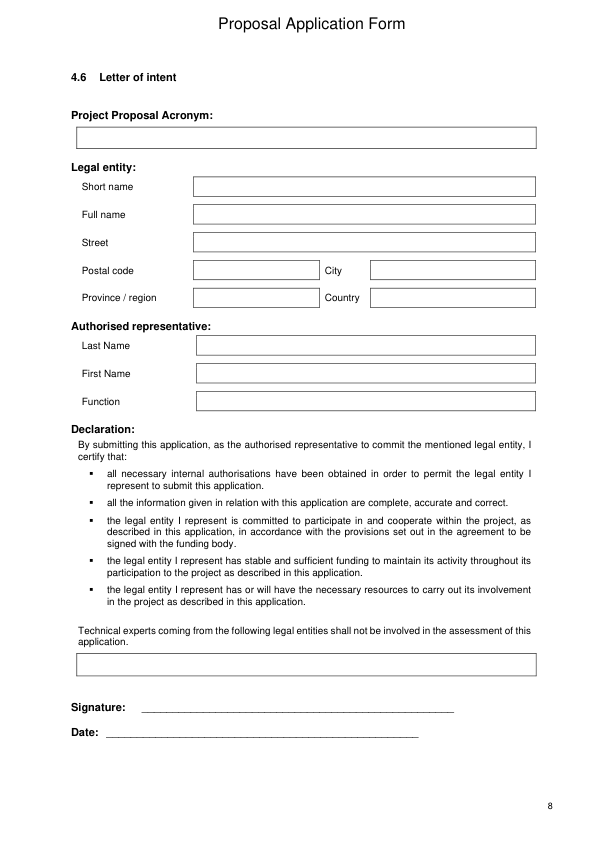 Proposal Application Form
4.6 Letter of intent
Project Proposal Acronym:
Legal entity:
Short name
Full name
Street
Postal code City
Province / region Country
Authorised representative:
Last Name
First Name
Function
Declaration:
By submitting this application, as the authorised representative to commit the mentioned legal entity, I
certify that:
▪ all necessary internal authorisations have been obtained in order to permit the legal entity I
represent to submit this application.
▪ all the information given in relation with this application are complete, accurate and correct.
▪ the legal entity I represent is committed to participate in and cooperate within the project, as
described in this application, in accordance with the provisions set out in the agreement to be
signed with the funding body.
▪ the legal entity I represent has stable and sufficient funding to maintain its activity throughout its
participation to the project as described in this application.
▪ the legal entity I represent has or will have the necessary resources to carry out its involvement
in the project as described in this application.
Technical experts coming from the following legal entities shall not be involved in the assessment of this
application.
Signature: ____________________________________________________
Date: ____________________________________________________
8